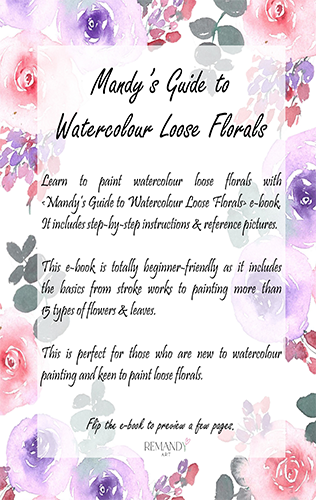 Mandy's Guide to
Watercolour Loose Florals
Learn to paint watercolour loose florals with
<Mandy's Guide to Watercolour Loose Florals> e-book.
It includes step-by-step instructions & reference pictures.
This e-book is totally beginner-friendly as it includes
the basics from stroke works to painting more than
15 types of flowers & leaves.
This is perfect for those who are new to watercolour
painting and keen to paint loose florals.
Flip the e-book to preview a few pages.
REMANDY
ART